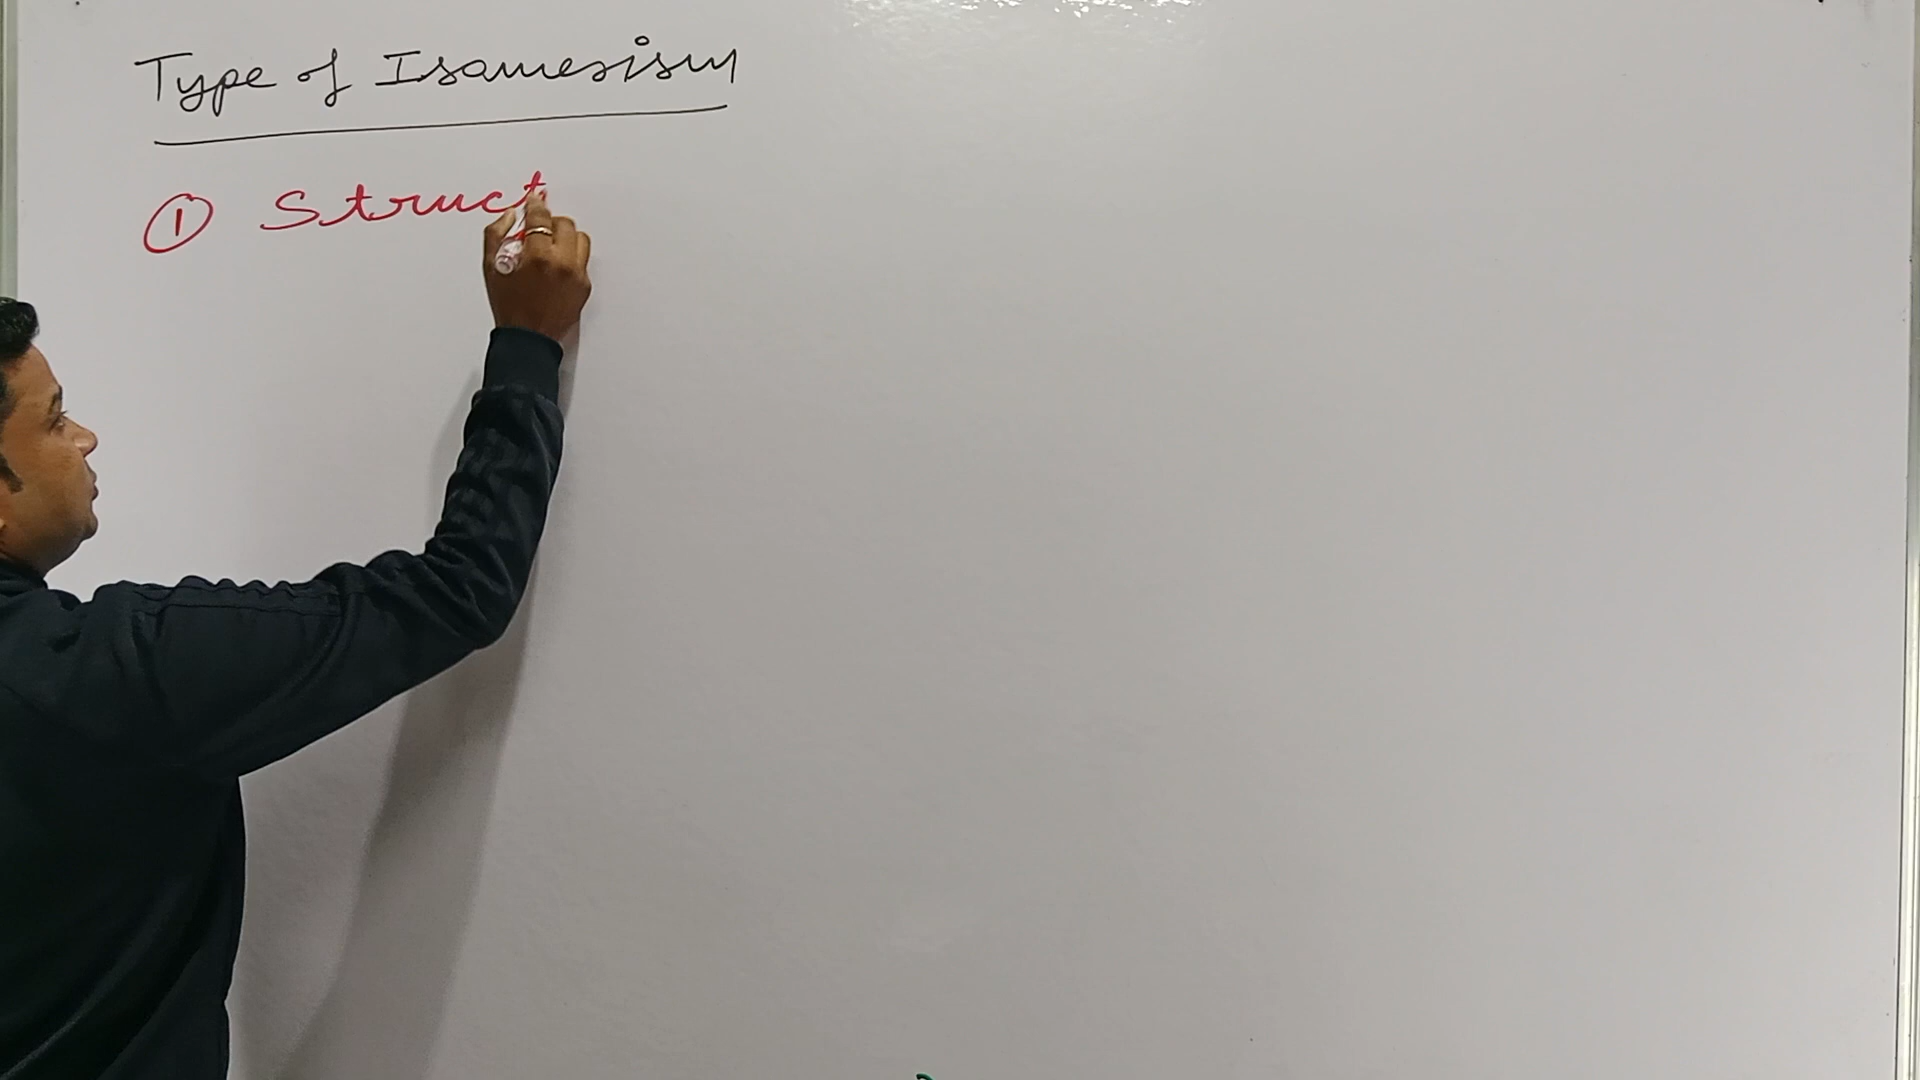 Type of Isomerism
① Struct